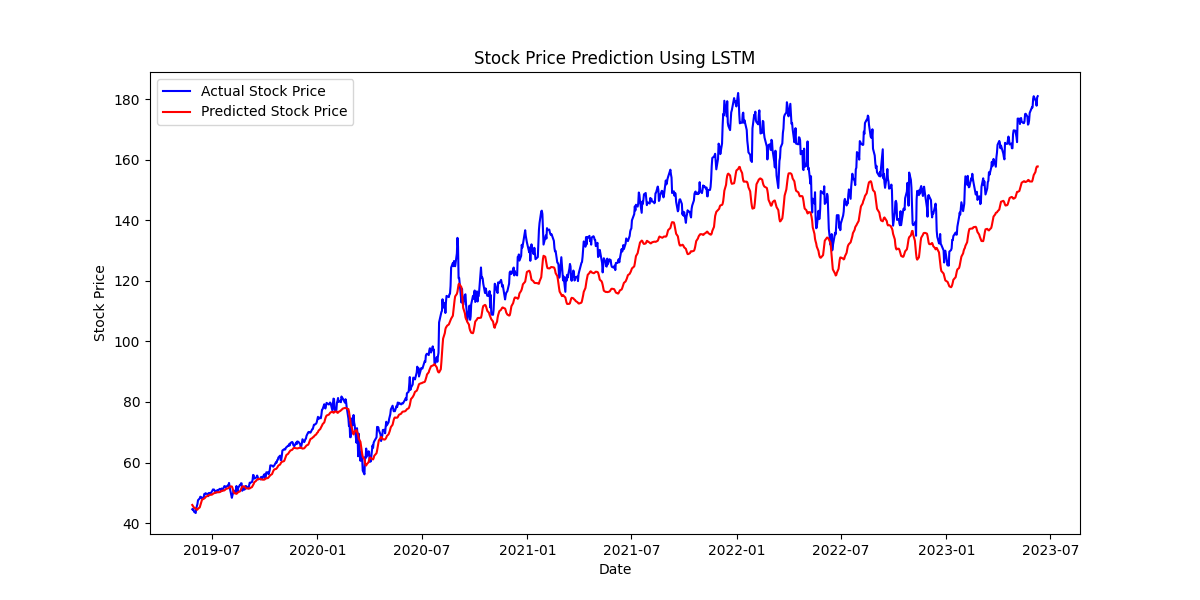 Stock Price Prediction Using LSTM
Actual Stock Price
Predicted Stock Price
Stock Price
180
160
140
120
100
80
60
40
2019-07 2020-01 2020-07 2021-01 2021-07 2022-01 2022-07 2023-01 2023-07
Date